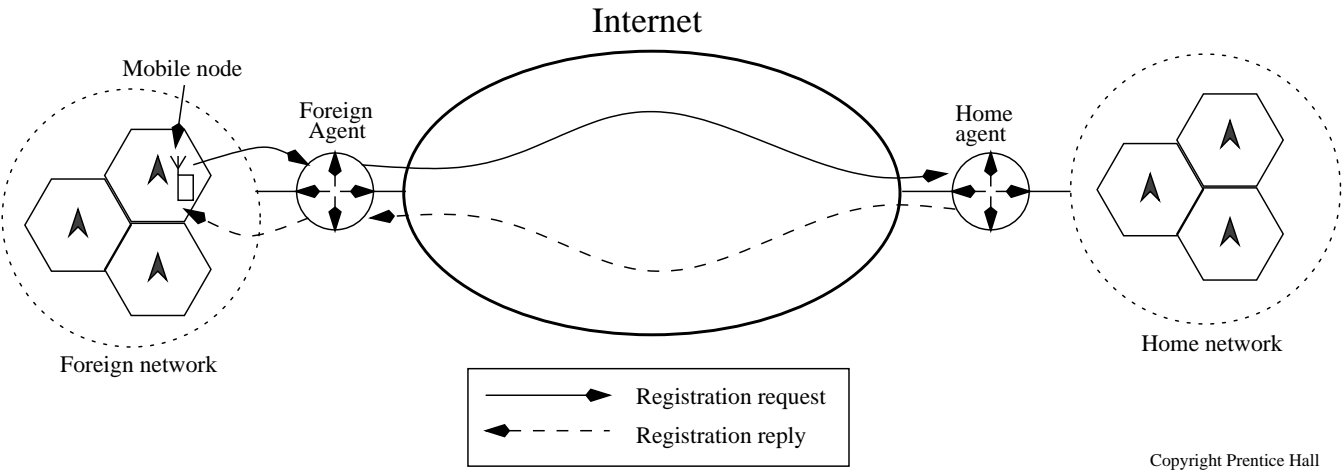 Internet
Mobile node
Foreign
Agent
Home
agent
Foreign network
Home network
Registration request
Registration reply
Copyright Prentice Hall